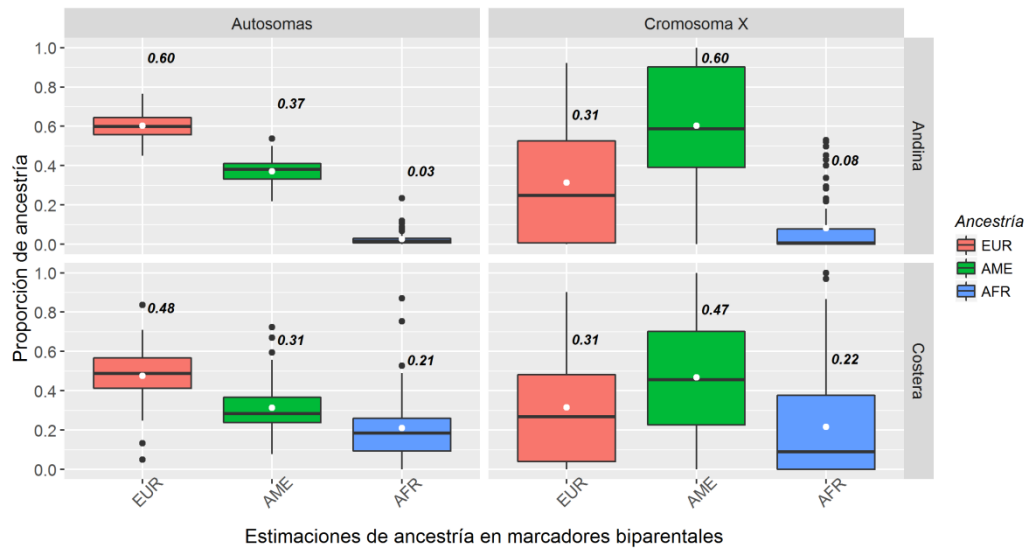 Autosomas
Cromosoma X
Proporción de ancestría
1.0
0.8
0.6
0.4
0.2
0.0
0.60
0.37
0.03
0.31
0.60
0.08
Andina
1.0
0.8
0.6
0.4
0.2
0.0
0.48
0.31
0.21
0.31
0.47
0.22
Costera
EUR
AME
AFR
EUR
AME
AFR
Estimaciones de ancestría en marcadores biparentales
Ancestría
EUR
AME
AFR